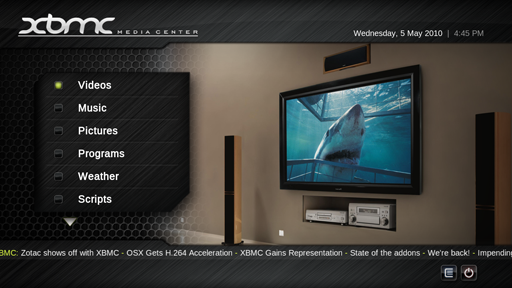 xbmc MEDIA CENTER
Wednesday, 5 May 2010 | 4:45 PM
Videos
Music
Pictures
Programs
Weather
Scripts
BMC: Zotac shows off with XBMC - OSX Gets H.264 Acceleration - XBMC Gains Representation - State of the addons - We're back! - Impending